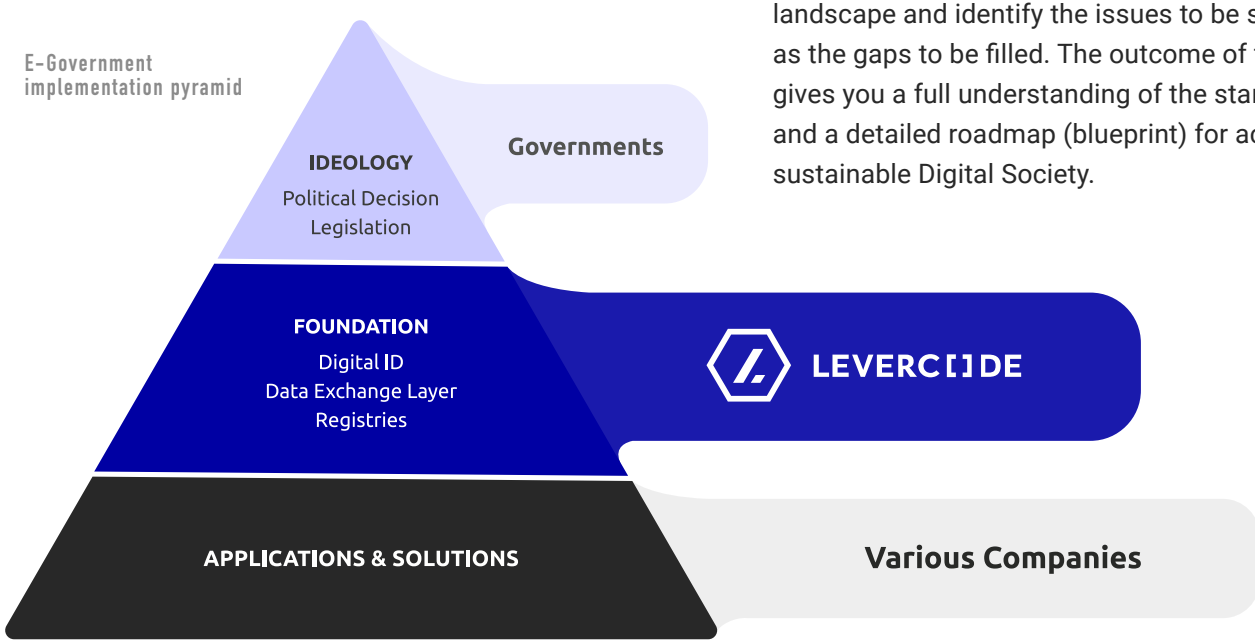 E-Government
implementation pyramid
landscape and identify the issues to be
as the gaps to be filled. The outcome of
gives you a full understanding of the
and a detailed roadmap (blueprint) for
sustainable Digital Society.
IDEOLOGY
Political Decision
Legislation
Governments
FOUNDATION
Digital ID
Data Exchange Layer
Registries
LEVERC[]DE
APPLICATIONS & SOLUTIONS
Various Companies